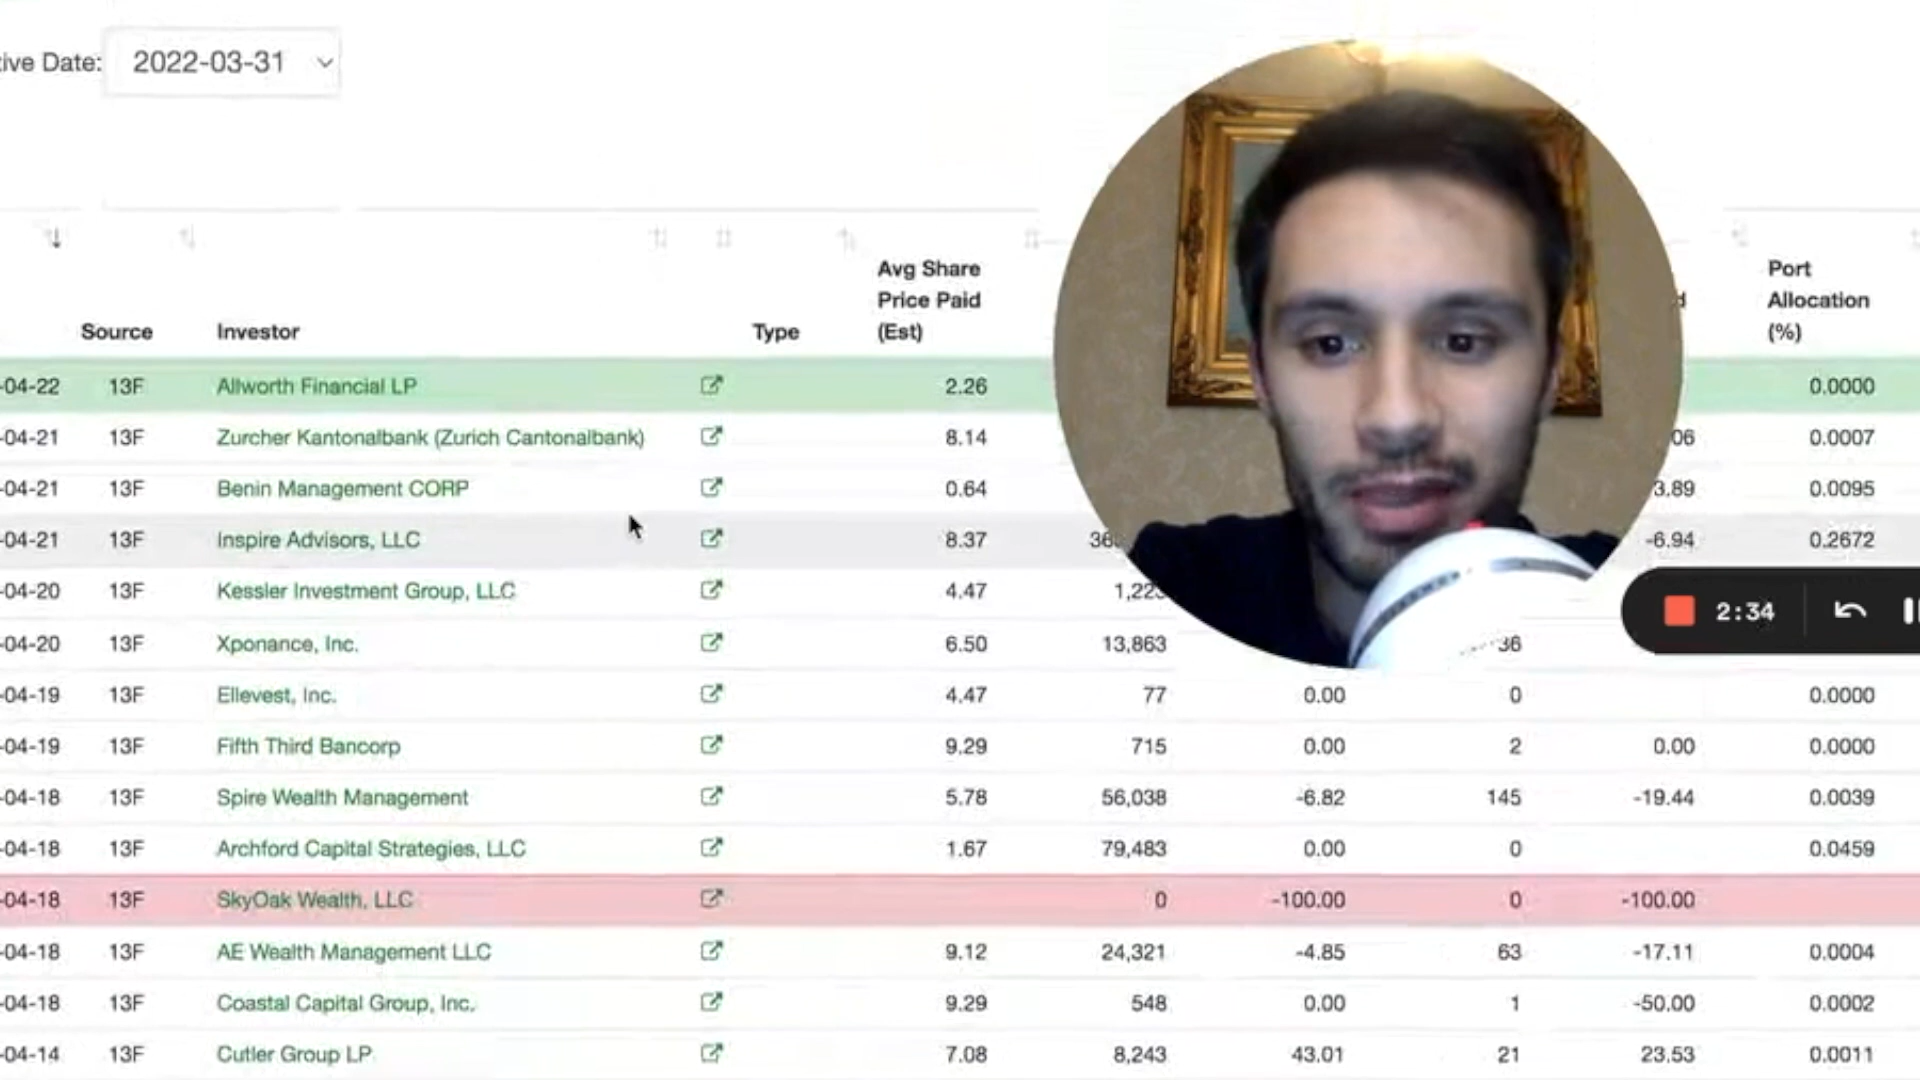 tive Date: 2022-03-31
Source Investor Type Avg Share Price Paid (Est) d Port Allocation (%)
-04-22 13F Allworth Financial LP 2.26 0.0000
-04-21 13F Zurcher Kantonalbank (Zurich Cantonalbank) 8.14 06 0.0007
-04-21 13F Benin Management CORP 0.64 3.89 0.0095
-04-21 13F Inspire Advisors, LLC 8.37 36 -6.94 0.2672
-04-20 13F Kessler Investment Group, LLC 4.47 1,22
2:34
-04-20 13F Xponance, Inc. 6.50 13,863 36
-04-19 13F Ellevest, Inc. 4.47 77 0.00 0 0.0000
-04-19 13F Fifth Third Bancorp 9.29 715 0.00 2 0.00 0.0000
-04-18 13F Spire Wealth Management 5.78 56,038 -6.82 145 -19.44 0.0039
-04-18 13F Archford Capital Strategies, LLC 1.67 79,483 0.00 0 0.0459
-04-18 13F SkyOak Wealth, LLC 0 -100.00 0 -100.00
-04-18 13F AE Wealth Management LLC 9.12 24,321 -4.85 63 -17.11 0.0004
-04-18 13F Coastal Capital Group, Inc. 9.29 548 0.00 1 -50.00 0.0002
-04-14 13F Cutler Group LP 7.08 8,243 43.01 21 23.53 0.0011